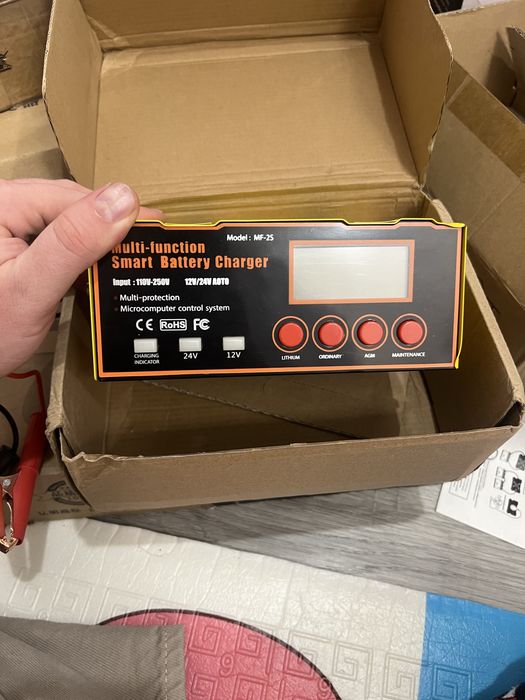 Model : MF-2S
Multi-function
Smart Battery Charger
Input : 110V-250V 12V/24V AUTO
Multi-protection
Microcomputer control system
CE RoHS FC
CHARGING INDICATOR
24V
12V
LITHIUM
ORDINARY
AGM
MAINTENANCE